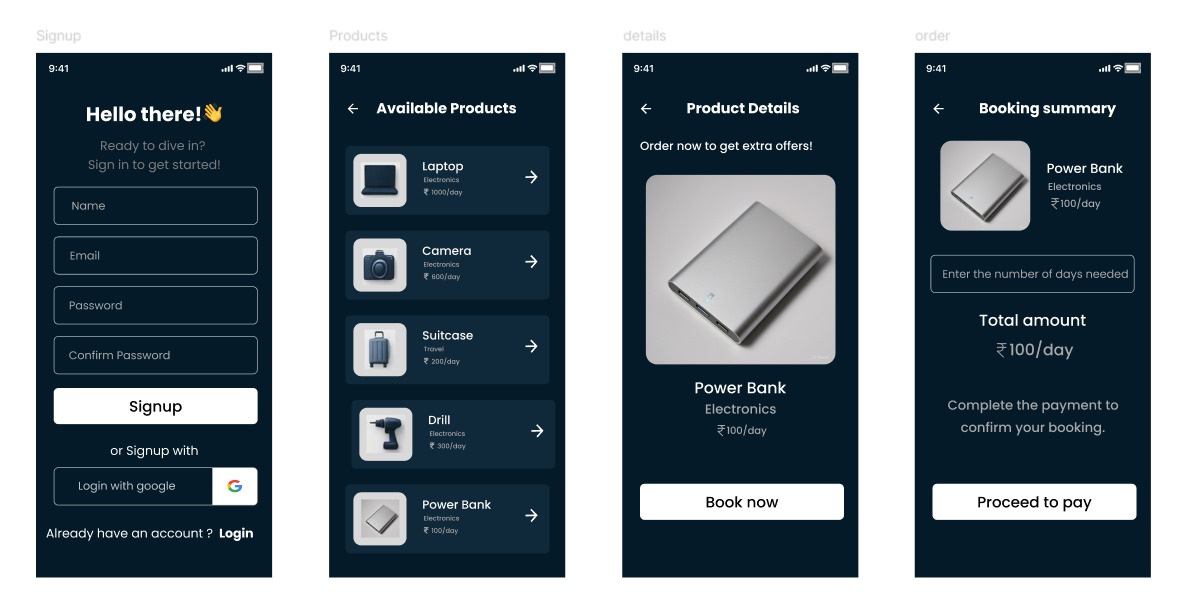 Signup
9:41
Hello there!👋
Ready to dive in?
Sign in to get started!
Name
Email
Password
Confirm Password
Signup
or Signup with
Login with google
G
Already have an account ? Login
Products
9:41
Available Products
Laptop
Electronics
₹ 1000/day
Camera
Electronics
₹ 600/day
Suitcase
Travel
₹ 200/day
Drill
Electronics
₹ 300/day
Power Bank
Electronics
₹ 100/day
details
9:41
Product Details
Order now to get extra offers!
Power Bank
Electronics
₹100/day
Book now
order
9:41
Booking summary
Power Bank
Electronics
₹100/day
Enter the number of days needed
Total amount
₹100/day
Complete the payment to
confirm your booking.
Proceed to pay